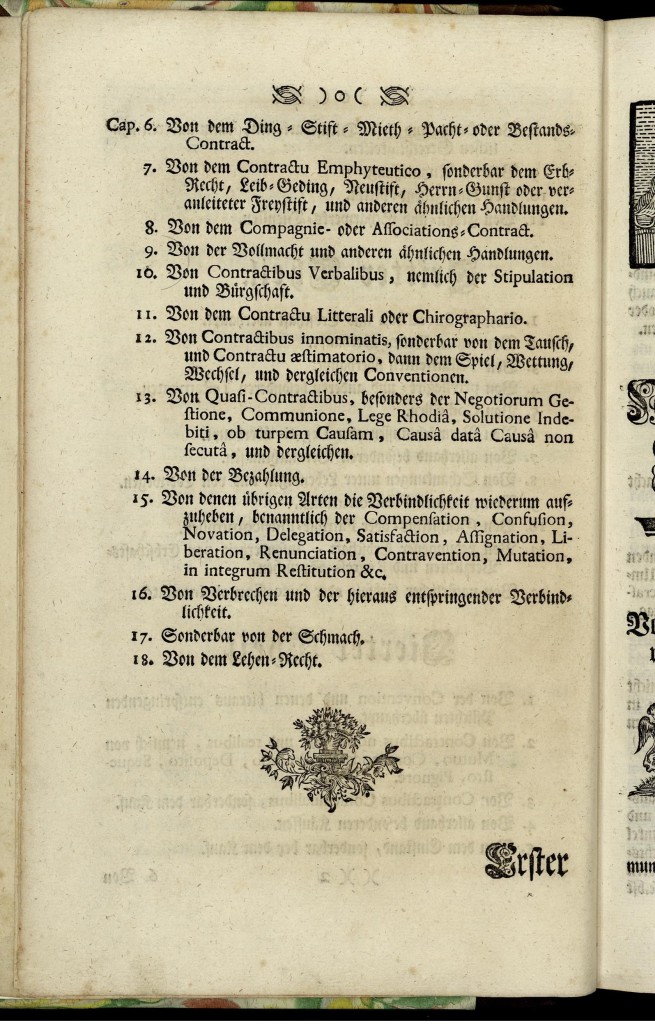 ) o (
Cap. 6. Von dem Ding- Stift- Mieth- Pacht- oder Bestands-
Contract.
7. Von dem Contractu Emphyteutico, sonderbar dem Erb-
Recht/ Leib-Geding, Neustift, Herrn-Gunst oder ver-
anleiteter Freystift, und anderen ähnlichen Handlungen.
8. Von dem Compagnie- oder Associations-Contract.
9. Von der Vollmacht und anderen ähnlichen Handlungen.
10. Von Contractibus Verbalibus, nemlich der Stipulation
und Bürgschaft.
11. Von dem Contractu Litterali oder Chirographario.
12. Von Contractibus innominatis, sonderbar von dem Tausch/
und Contractu æstimatorio, dann dem Spiel/ Wettung/
Wechsel, und dergleichen Conventionen.
13. Von Quasi-Contractibus, besonders der Negotiorum Ge-
stione, Communione, Lege Rhodiâ, Solutione Inde-
biti, ob turpem Causam, Causâ datâ Causâ non
secutâ, und dergleichen.
14. Von der Bezahlung.
15. Von denen übrigen Arten die Verbindlichkeit wiederum auf-
zuheben/ benanntlich der Compensation, Confusion,
Novation, Delegation, Satisfaction, Assignation, Li-
beration, Renunciation, Contravention, Mutation,
in integrum Restitution &c.
16. Von Verbrechen und der hieraus entspringender Verbind-
lichkeit.
17. Sonderbar von der Schmach.
18. Von dem Lehen-Recht.
Erster